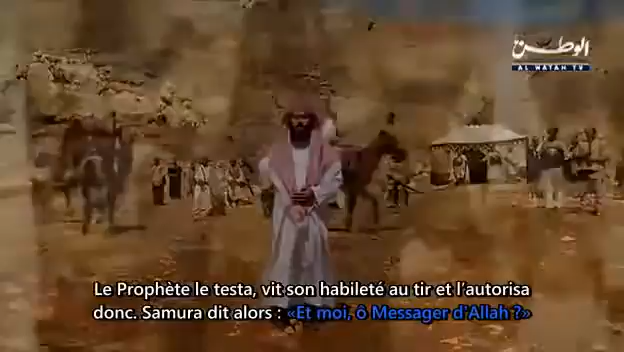 الوطن
AL WATAN TV
Le Prophète le testa, vit son habileté au tir et l'autorisa
donc. Samura dit alors : «Et moi, ô Messager d'Allah ?»